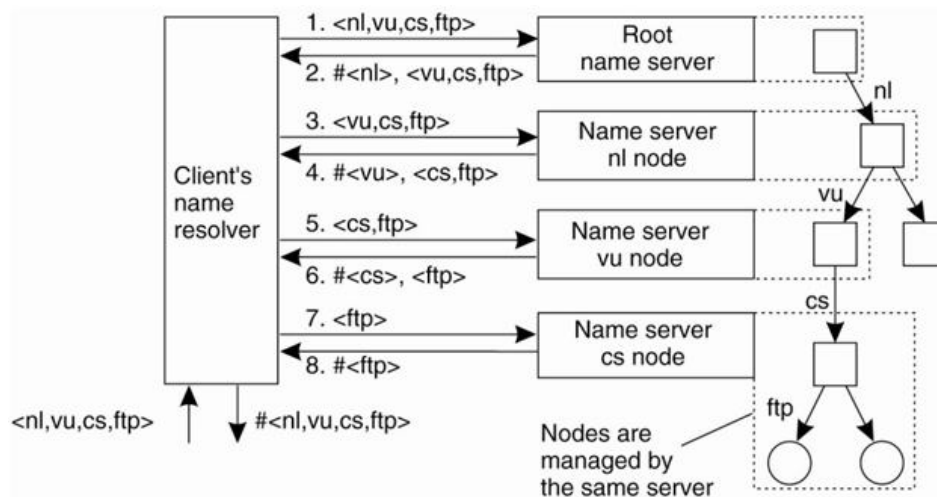 1. <nl,vu,cs,ftp>
2. #<nl>, <vu,cs,ftp>
3. <vu,cs,ftp>
4. #<vu>, <cs,ftp>
5. <cs,ftp>
6. #<cs>, <ftp>
7. <ftp>
8. #<ftp>
Client's
name
resolver
<nl,vu,cs,ftp>
#<nl,vu,cs,ftp>
Root
name server
Name server
nl node
Name server
vu node
Name server
cs node
nl
vu
cs
ftp
Nodes are
managed by
the same server